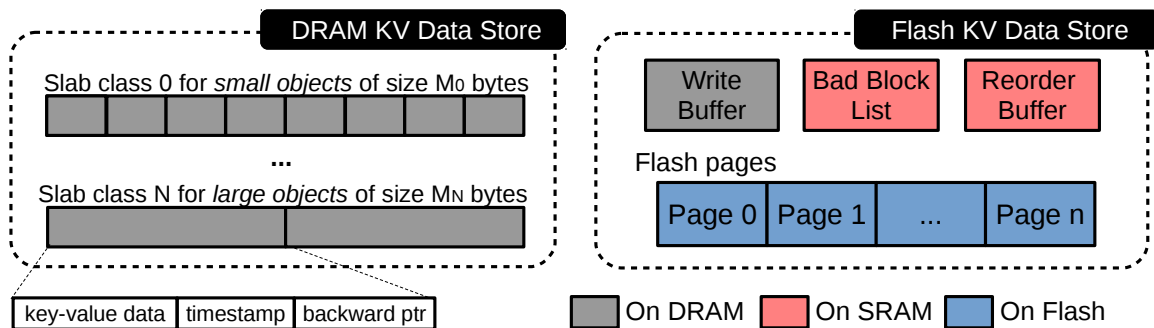 DRAM KV Data Store
Slab class 0 for small objects of size M0 bytes
...
Slab class N for large objects of size MN bytes
key-value data timestamp backward ptr
Flash KV Data Store
Write Buffer
Bad Block List
Reorder Buffer
Flash pages
Page 0 Page 1 ... Page n
On DRAM On SRAM On Flash